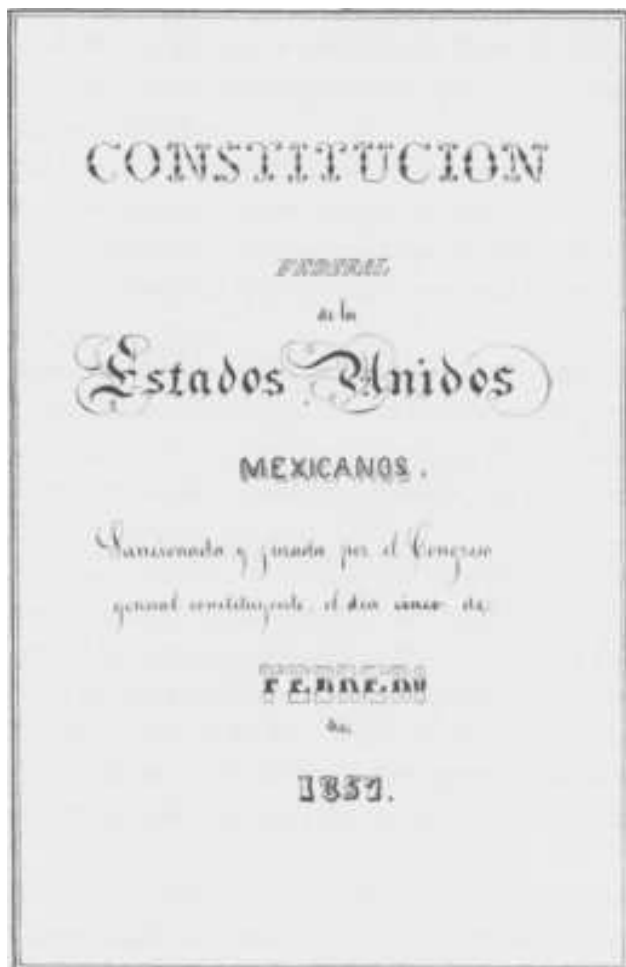 CONSTITUCION
FEDERAL
de los
Estados Unidos
MEXICANOS.
Sancionada y jurada por el Congreso
general constituyente, el dia cinco de
FEBRERO
de
1857.